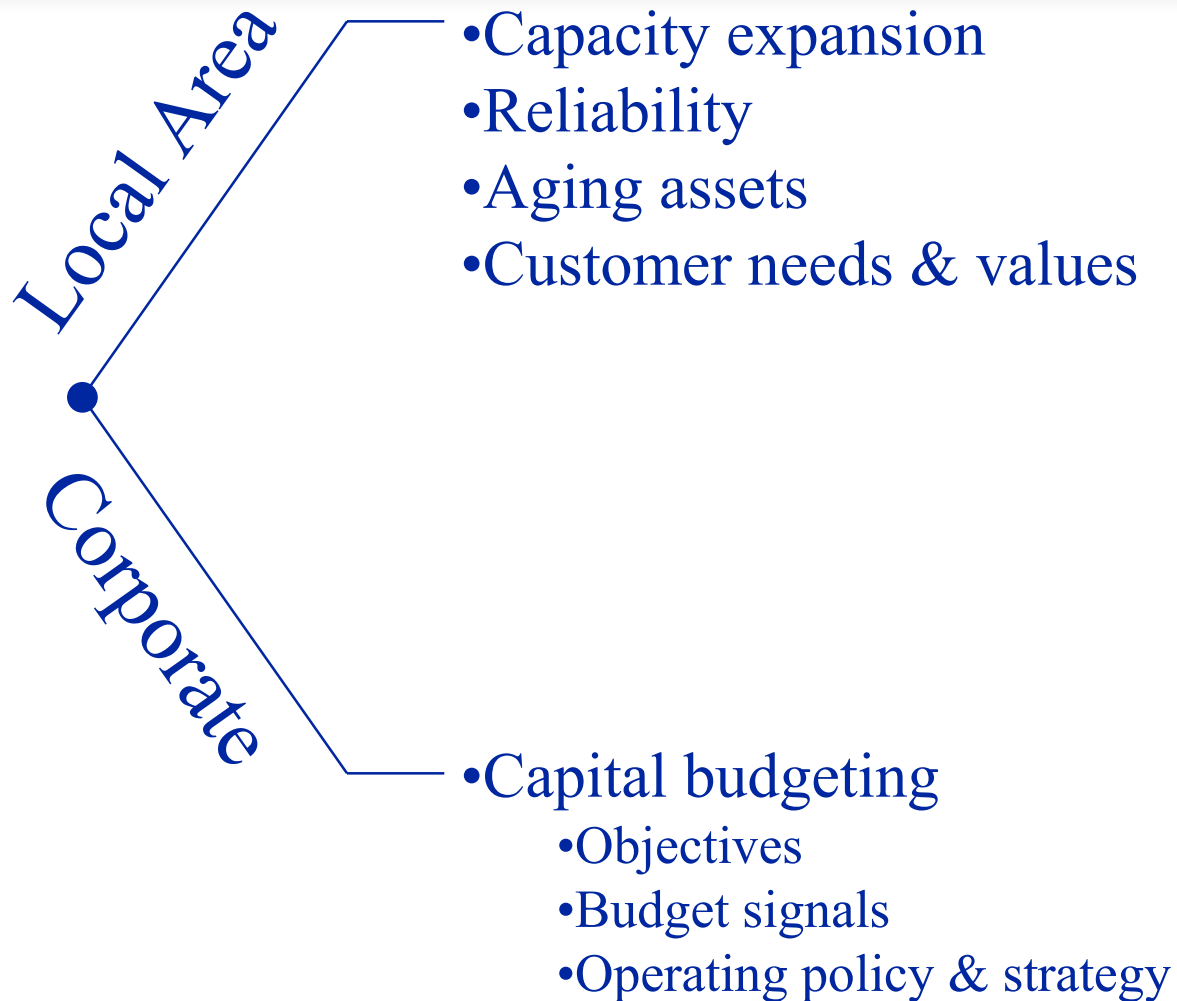 Local Area
•Capacity expansion
•Reliability
•Aging assets
•Customer needs & values
Corporate
•Capital budgeting
•Objectives
•Budget signals
•Operating policy & strategy